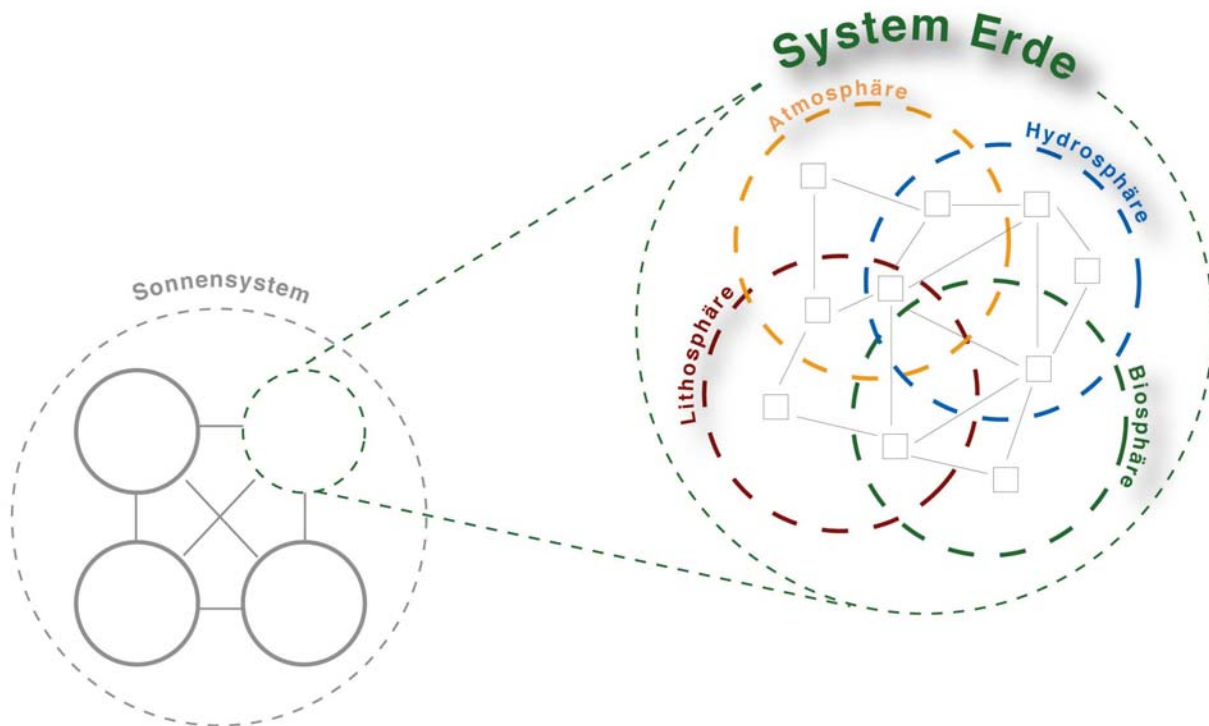 System Erde
Atmosphäre
Hydrosphäre
Sonnensystem
Lithosphäre
Biosphäre